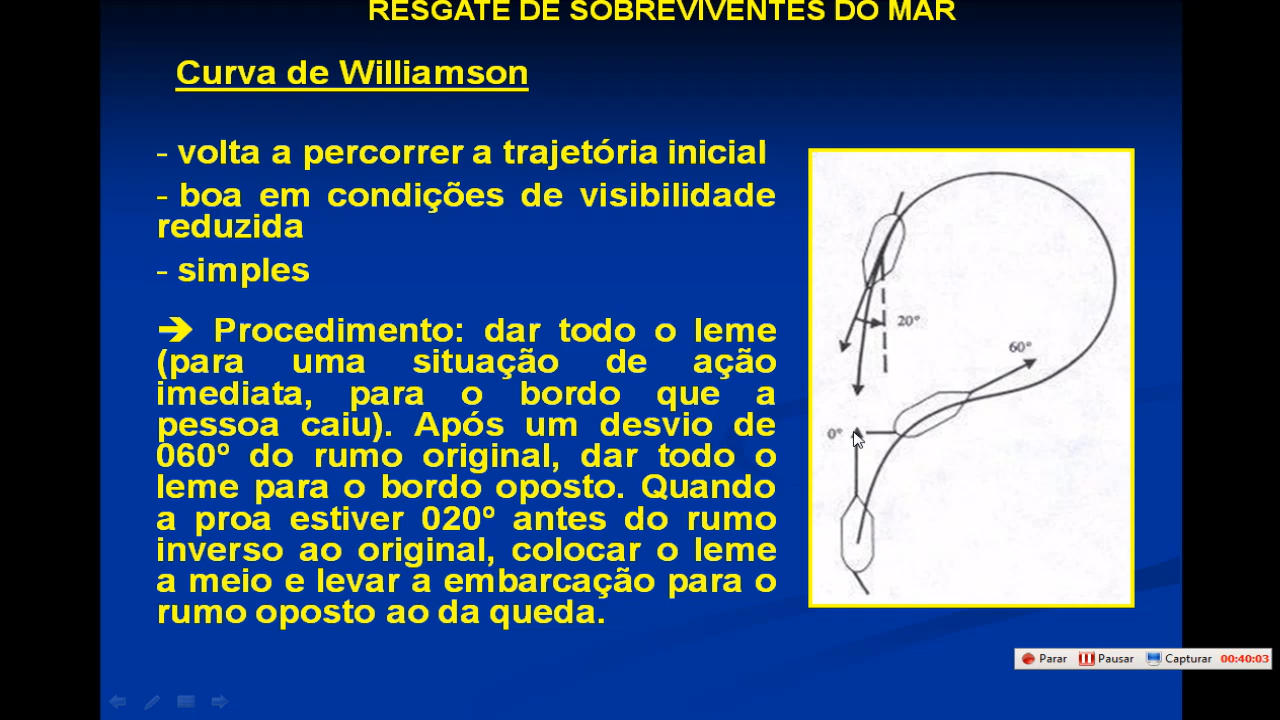 RESGATE DE SOBREVIVENTES DO MAR
Curva de Williamson
- volta a percorrer a trajetória inicial
- boa em condições de visibilidade
reduzida
- simples
➔ Procedimento: dar todo o leme
(para uma situação de ação
imediata, para o bordo que a
pessoa caiu). Após um desvio de
060º do rumo original, dar todo o
leme para o bordo oposto. Quando
a proa estiver 020º antes do rumo
inverso ao original, colocar o leme
a meio e levar a embarcação para o
rumo oposto ao da queda.
20°
60°
0°
Parar Pausar Capturar 00:40:03